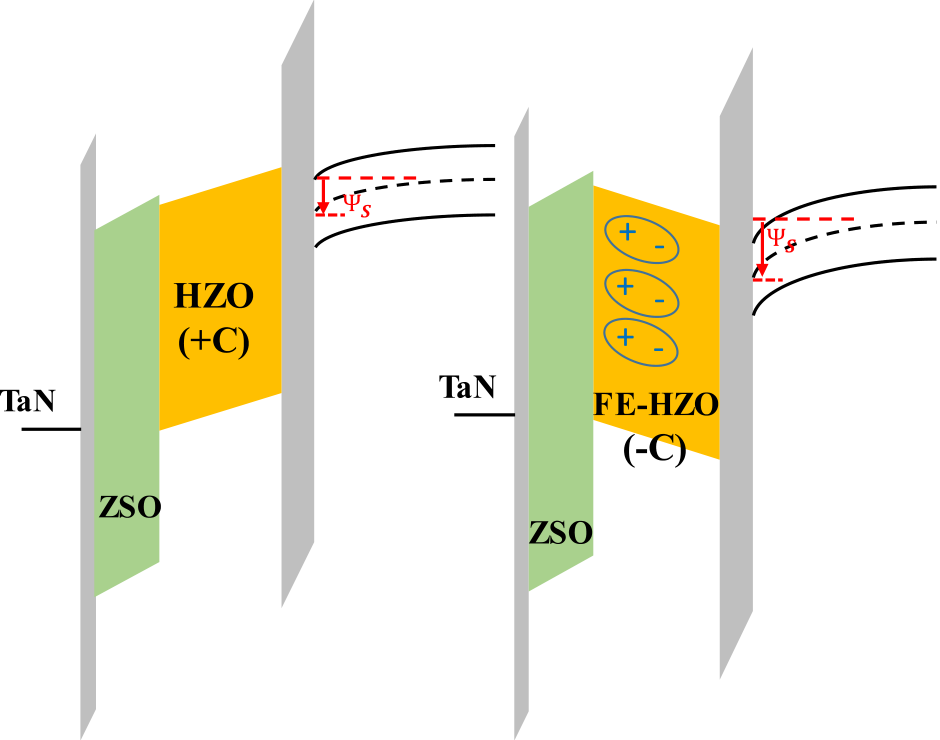 HZO
(+C)
Ψs
TaN
ZSO
+ -
+ -
+ -
Ψs
TaN
FE-HZO
(-C)
ZSO